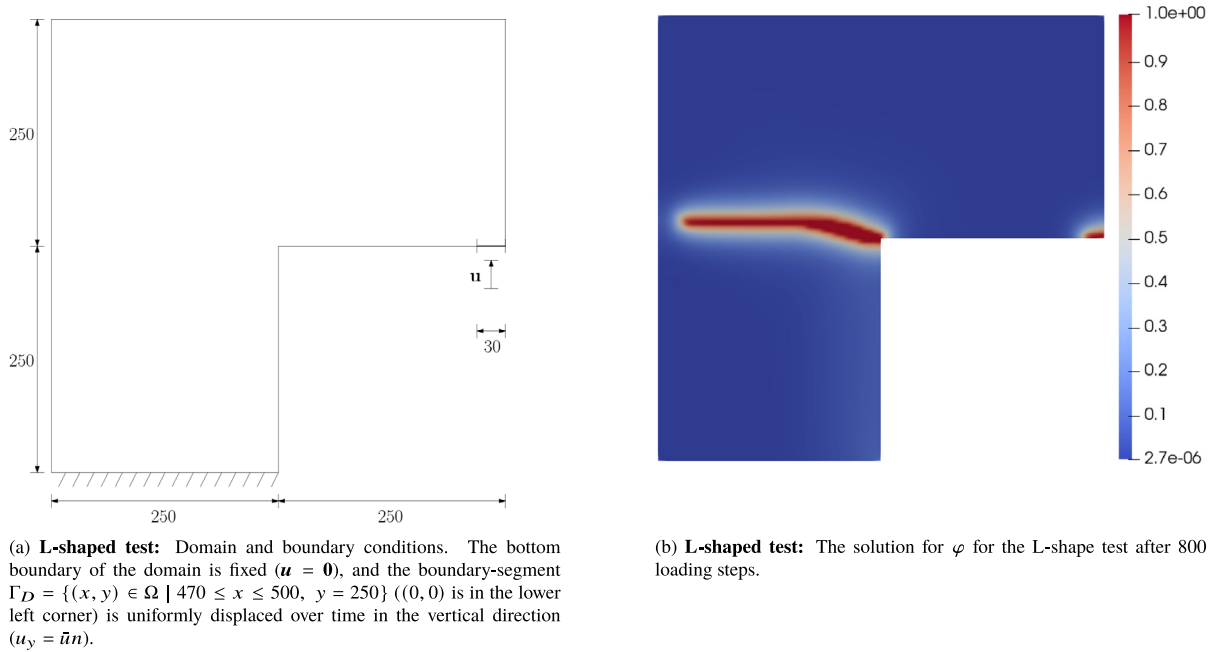 250
250
u
30
250
250
1.0e+00
0.9
0.8
0.7
0.6
0.5
0.4
0.3
0.2
0.1
2.7e-06
(a) L-shaped test: Domain and boundary conditions. The bottom
boundary of the domain is fixed (u = 0), and the boundary-segment
Γ_D = {(x, y) ∈ Ω | 470 ≤ x ≤ 500, y = 250} ((0, 0) is in the lower
left corner) is uniformly displaced over time in the vertical direction
(u_y = ūn).
(b) L-shaped test: The solution for φ for the L-shape test after 800
loading steps.